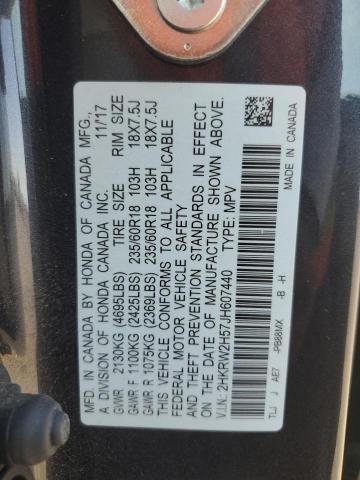 MFD. IN CANADA BY HONDA OF CANADA MFG.,
A DIVISION OF HONDA CANADA INC. 11/17
TIRE SIZE RIM SIZE
GVWR 2130KG (4695LBS)
GAWR F 1100KG (2425LBS) 235/60R18 103H 18X7.5J
GAWR R 1075KG (2369LBS) 235/60R18 103H 18X7.5J
THIS VEHICLE CONFORMS TO ALL APPLICABLE
FEDERAL MOTOR VEHICLE SAFETY
AND THEFT PREVENTION STANDARDS IN EFFECT
ON THE DATE OF MANUFACTURE SHOWN ABOVE.
V.I.N.: 2HKRW2H57JH607440 TYPE: MPV
MADE IN CANADA
TLJ J AE7 -PB88MX -B -H